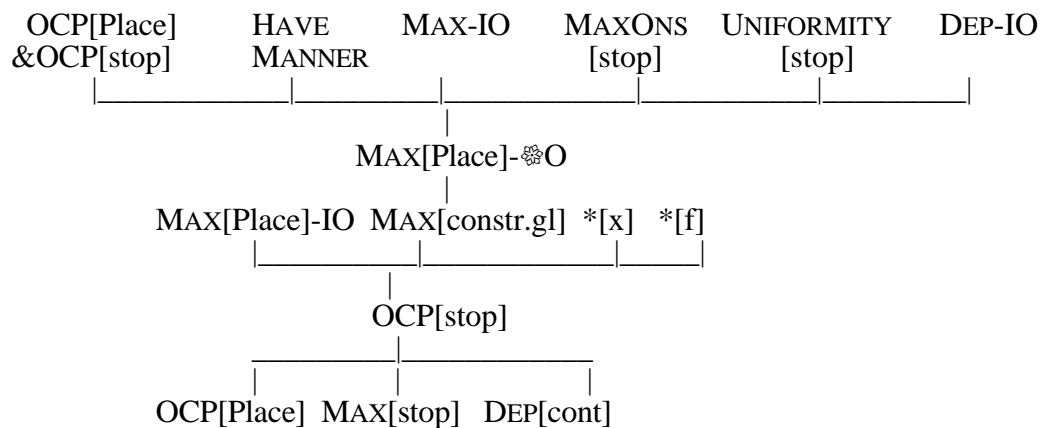 OCP[Place] HAVE MAX-IO MAXONS UNIFORMITY DEP-IO
&OCP[stop] MANNER [stop] [stop]
MAX[Place]-❁O
MAX[Place]-IO MAX[constr.gl] *[x] *[f]
OCP[stop]
OCP[Place] MAX[stop] DEP[cont]